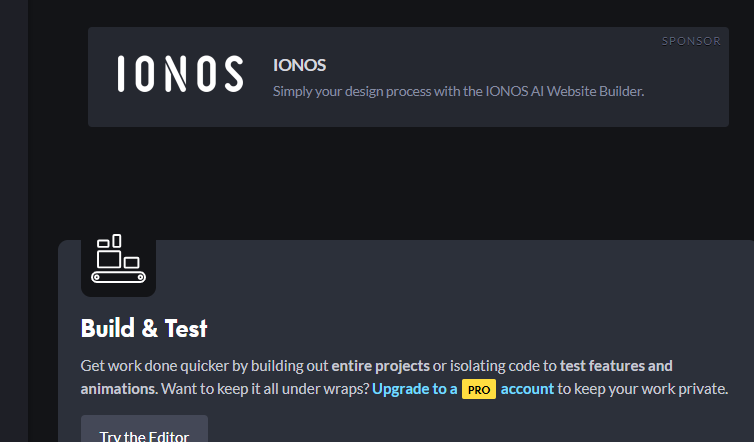 SPONSOR
IONOS
IONOS
Simply your design process with the IONOS AI Website Builder.
Build & Test
Get work done quicker by building out entire projects or isolating code to test features and
animations. Want to keep it all under wraps? Upgrade to a PRO account to keep your work private.
Try the Editor